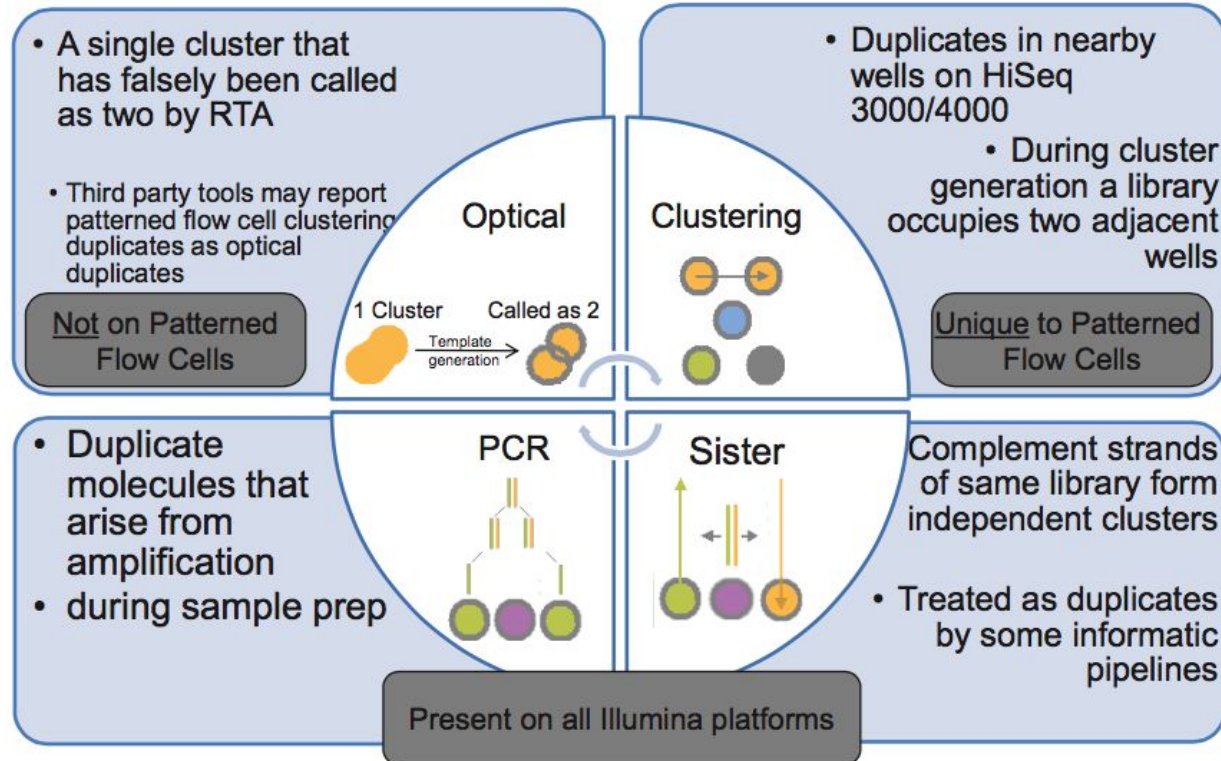 • A single cluster that
has falsely been called
as two by RTA
• Third party tools may report
patterned flow cell clustering
duplicates as optical
duplicates
Not on Patterned
Flow Cells
Optical
1 Cluster
Called as 2
Template
generation
• Duplicates in nearby
wells on HiSeq
3000/4000
• During cluster
generation a library
occupies two adjacent
wells
Unique to Patterned
Flow Cells
Clustering
• Duplicate
molecules that
arise from
amplification
• during sample prep
PCR
Sister
Complement strands
of same library form
independent clusters
• Treated as duplicates
by some informatic
pipelines
Present on all Illumina platforms